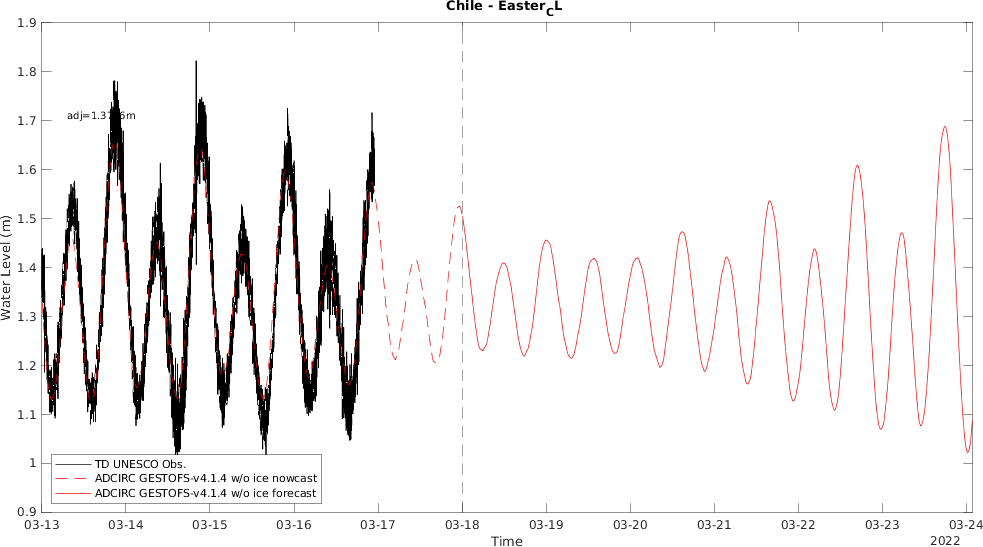 Chile - Easter_CL
1.9
1.8
1.7
1.6
1.5
1.4
1.3
1.2
1.1
1
0.9
Water Level (m)
TD UNESCO Obs.
ADCIRC GESTOFS-v4.1.4 w/o ice nowcast
ADCIRC GESTOFS-v4.1.4 w/o ice forecast
03-13 03-14 03-15 03-16 03-17 03-18 03-19 03-20 03-21 03-22 03-23 03-24
Time
2022